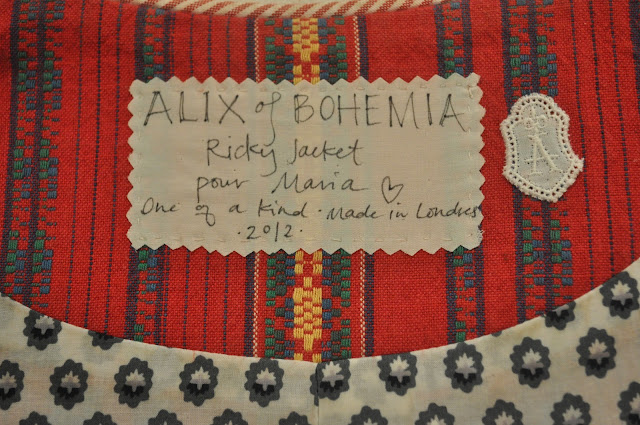 ALIX of BOHEMIA
Ricky Jacket
pour Maria ♡
One of a Kind · Made in Londres
· 2012 ·
A